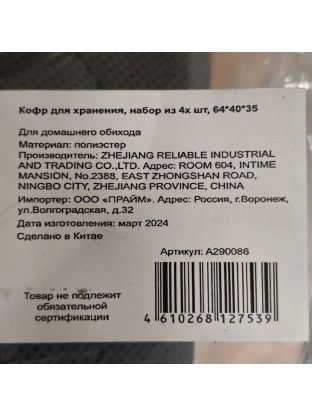 Кофр для хранения, набор из 4х шт, 64*40*35
Для домашнего обихода
Материал: полиэстер
Производитель: ZHEJIANG RELIABLE INDUSTRIAL
AND TRADING CO.,LTD. Адрес: ROOM 604, INTIME
MANSION, No.2388, EAST ZHONGSHAN ROAD,
NINGBO CITY, ZHEJIANG PROVINCE, CHINA
Импортер: ООО «ПРАЙМ». Адрес: Россия, г.Воронеж,
ул.Волгоградская, д.32
Дата изготовления: март 2024
Сделано в Китае
Артикул: A290086
Товар не подлежит
обязательной
сертификации
4 610268 127539